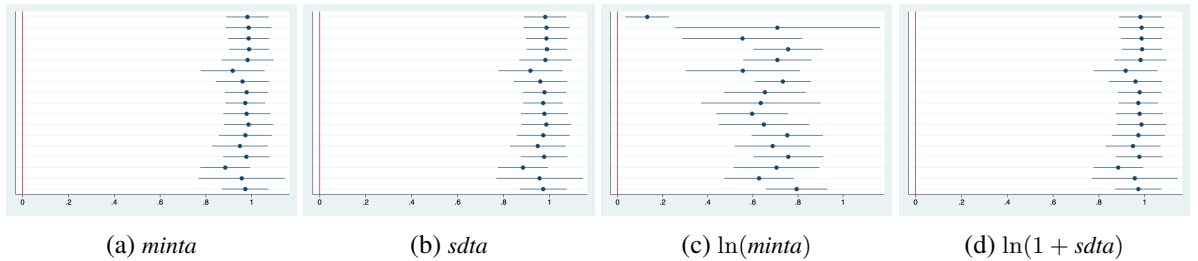 0 .2 .4 .6 .8 1
0 .2 .4 .6 .8 1
0 .2 .4 .6 .8 1
0 .2 .4 .6 .8 1
(a) minta
(b) sdta
(c) ln(minta)
(d) ln(1 + sdta)